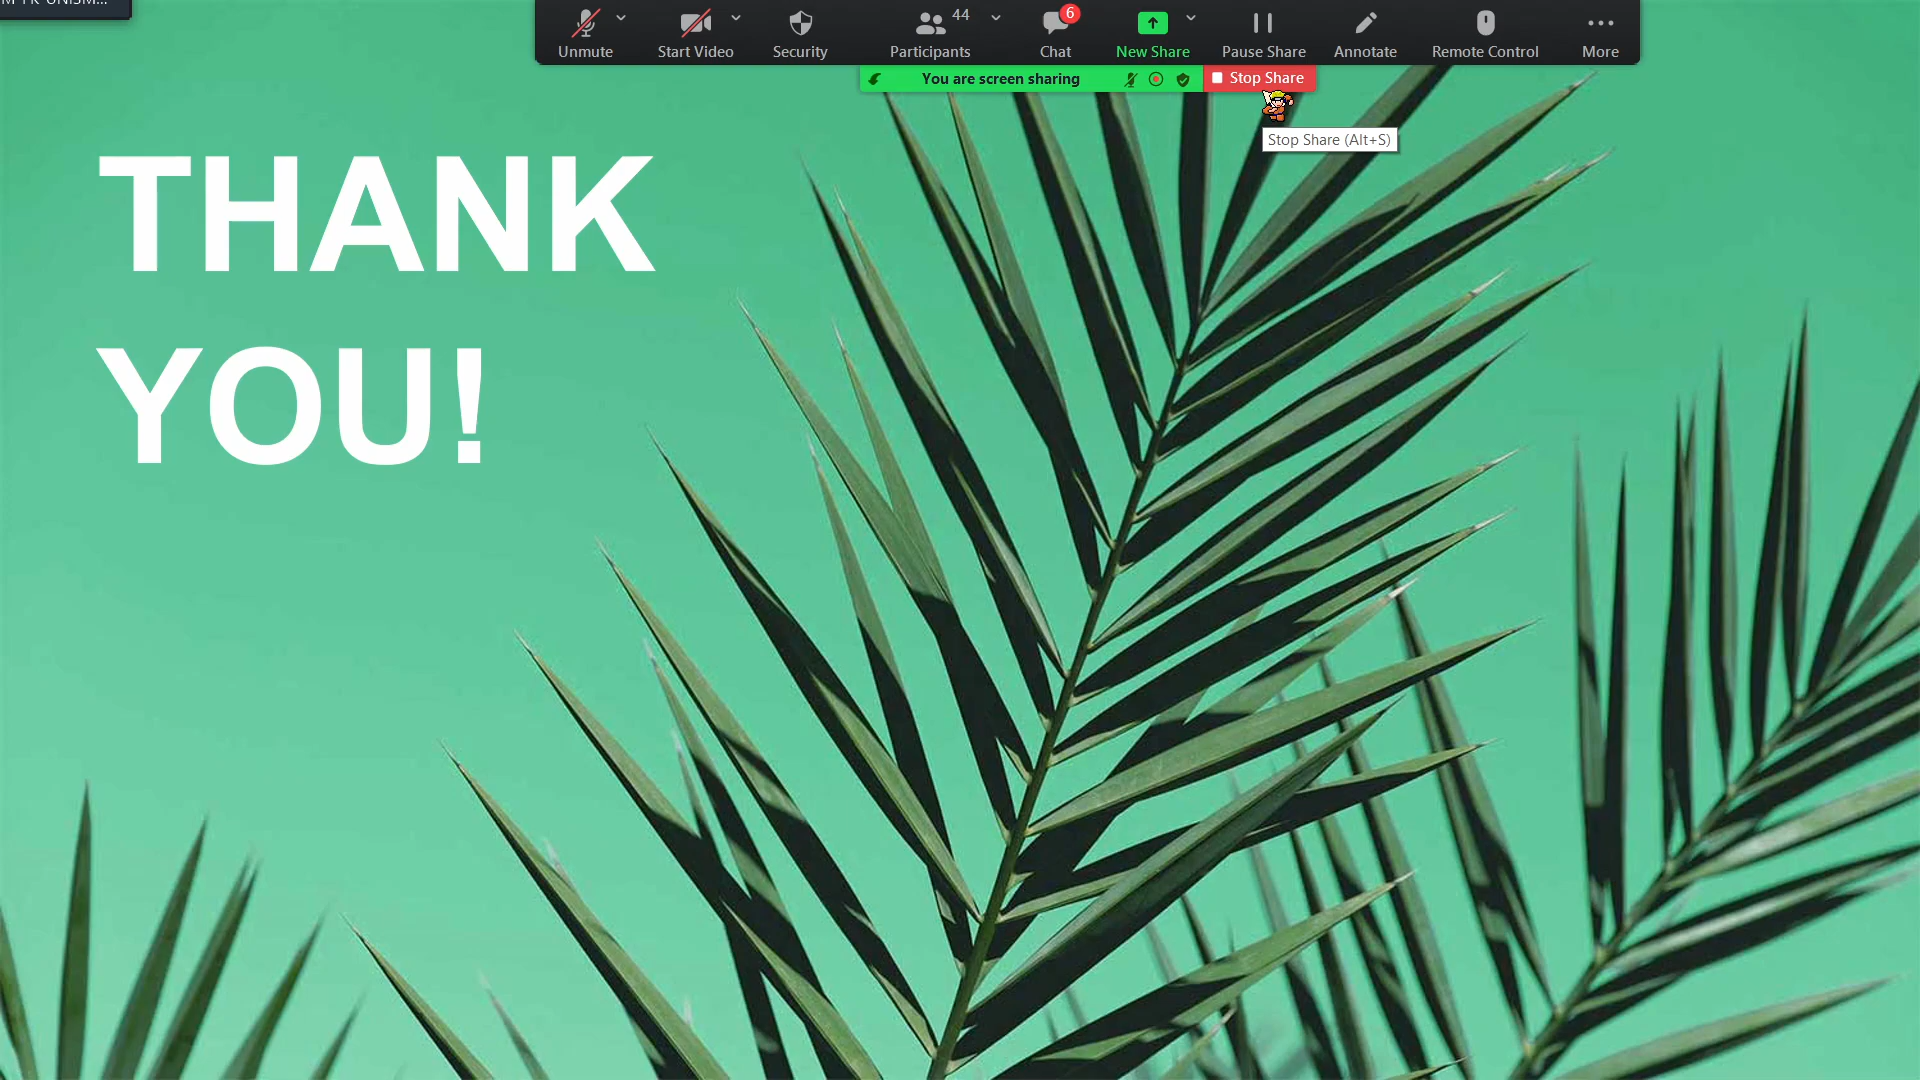 44
6
Unmute
Start Video
Security
Participants
Chat
New Share
Pause Share
Annotate
Remote Control
More
You are screen sharing
Stop Share
Stop Share (Alt+S)
THANK
YOU!